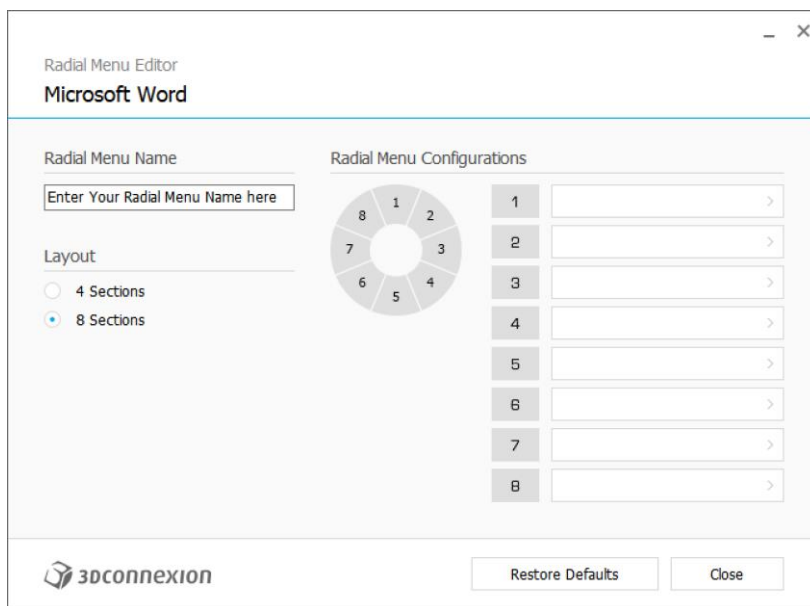 Radial Menu Editor
Microsoft Word
Radial Menu Name
Enter Your Radial Menu Name here
Layout
4 Sections
8 Sections
Radial Menu Configurations
1
2
3
4
5
6
7
8
1
2
3
4
5
6
7
8
3Dconnexion
Restore Defaults
Close